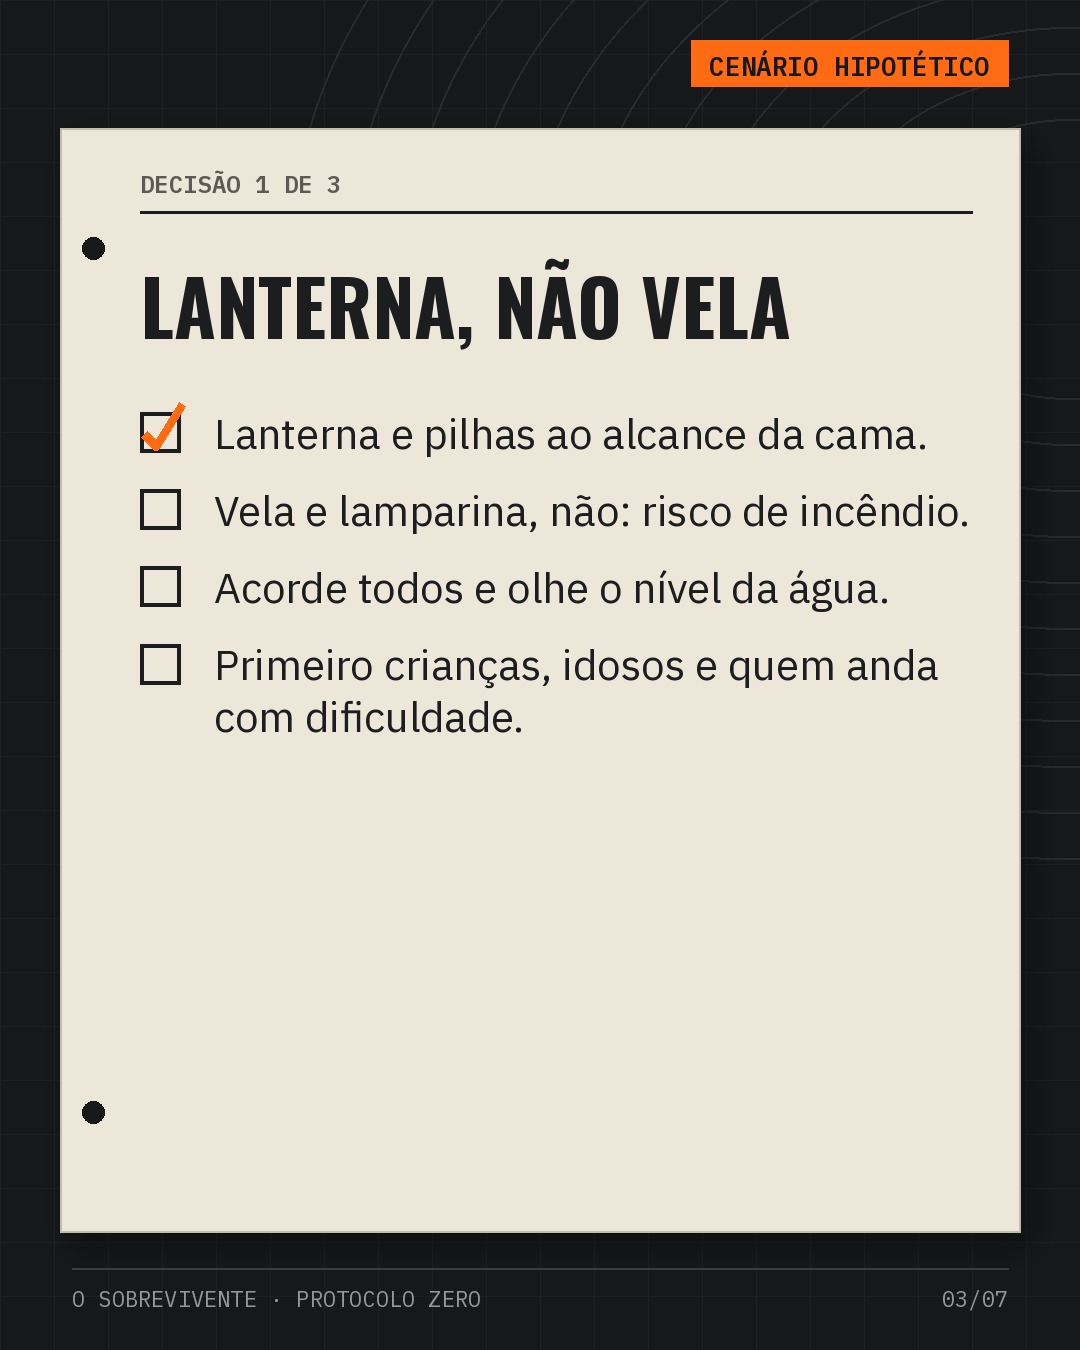 CENÁRIO HIPOTÉTICO
DECISÃO 1 DE 3
LANTERNA, NÃO VELA
Lanterna e pilhas ao alcance da cama.
Vela e lamparina, não: risco de incêndio.
Acorde todos e olhe o nível da água.
Primeiro crianças, idosos e quem anda
com dificuldade.
O SOBREVIVENTE · PROTOCOLO ZERO
03/07